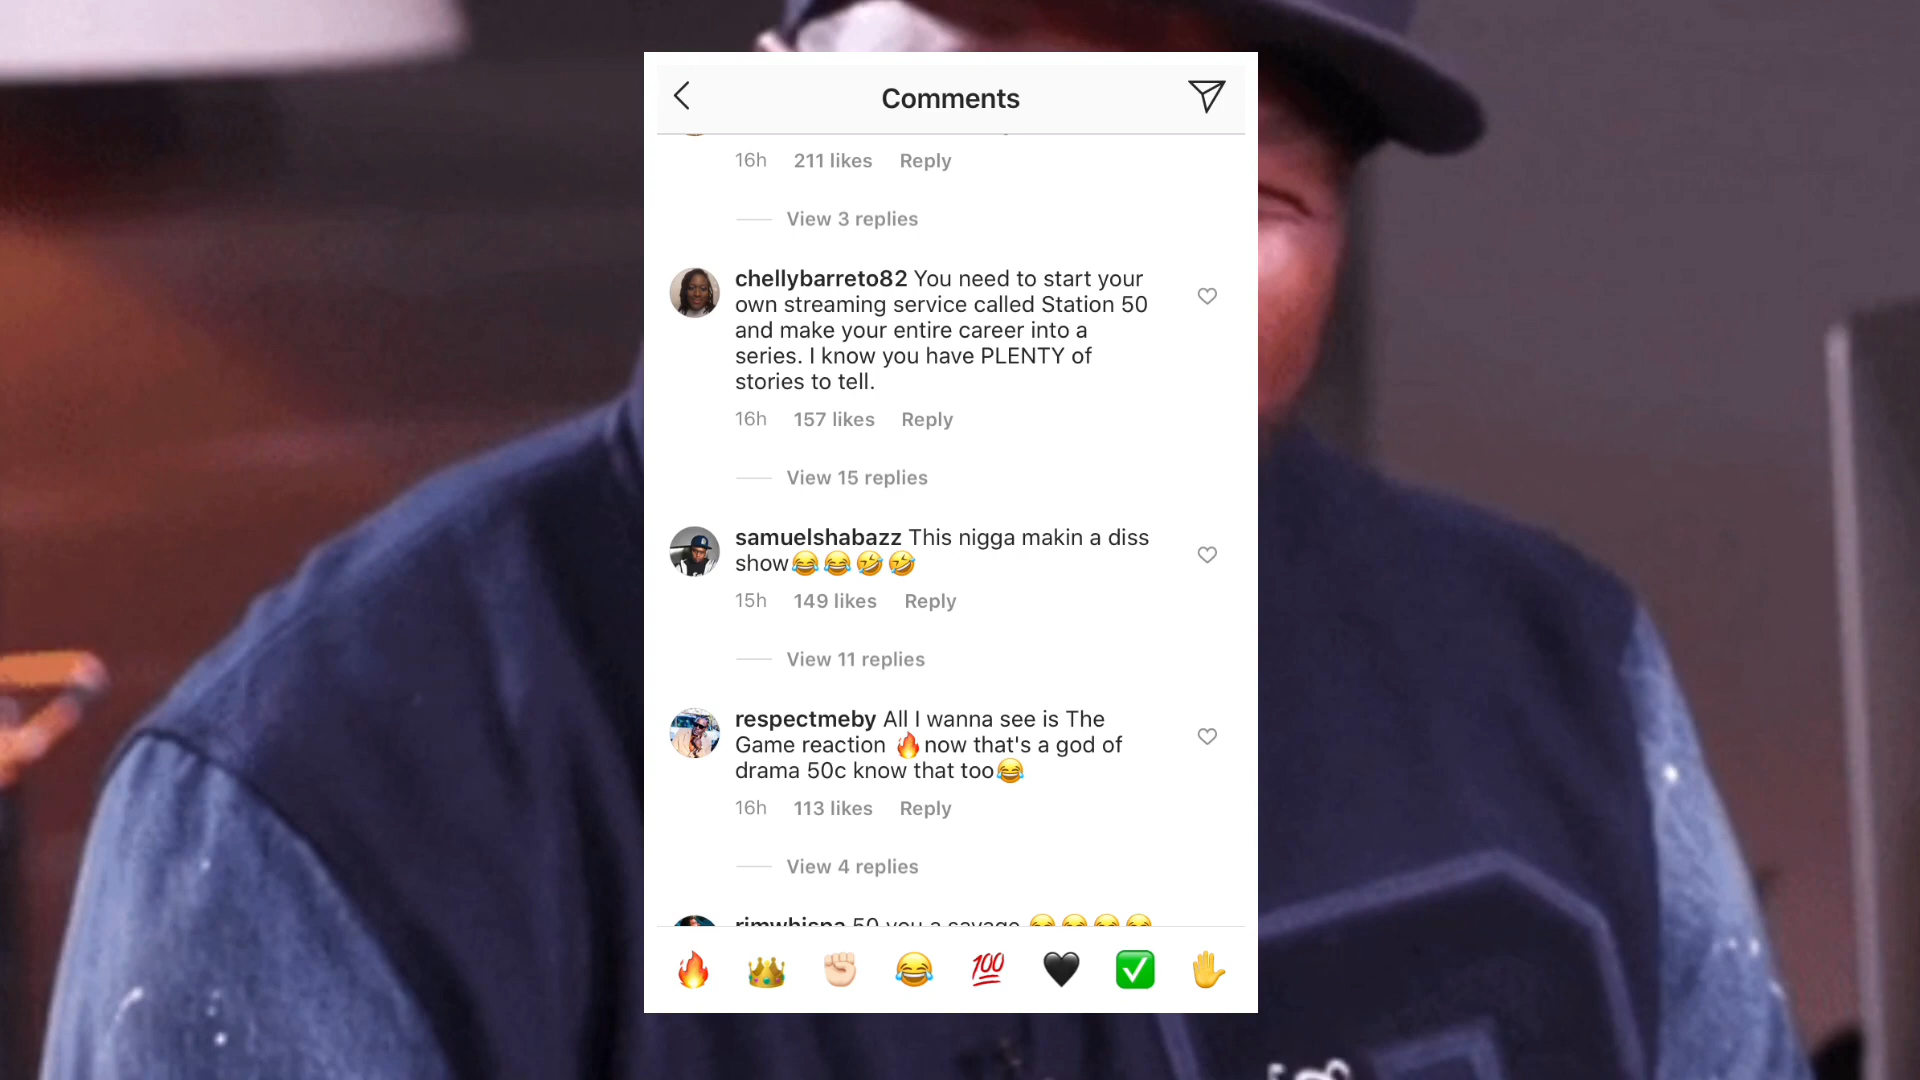 Comments
16h 211 likes Reply
View 3 replies
chellybarreto82 You need to start your
own streaming service called Station 50
and make your entire career into a
series. I know you have PLENTY of
stories to tell.
16h 157 likes Reply
View 15 replies
samuelshabazz This nigga makin a diss
show😂😂🤣🤣
15h 149 likes Reply
View 11 replies
respectmeby All I wanna see is The
Game reaction 🔥now that's a god of
drama 50c know that too😂
16h 113 likes Reply
View 4 replies
rimwhispa 50 you a savage 😂😂😂😂
🔥 👑 ✊🏻 😂 💯 🖤 ✅ ✋